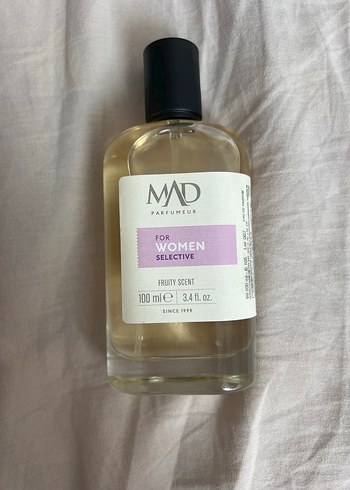 MAD
PARFUMEUR
FOR
WOMEN
SELECTIVE
FRUITY SCENT
100 ml ℮ 3.4 fl. oz.
SINCE 1999